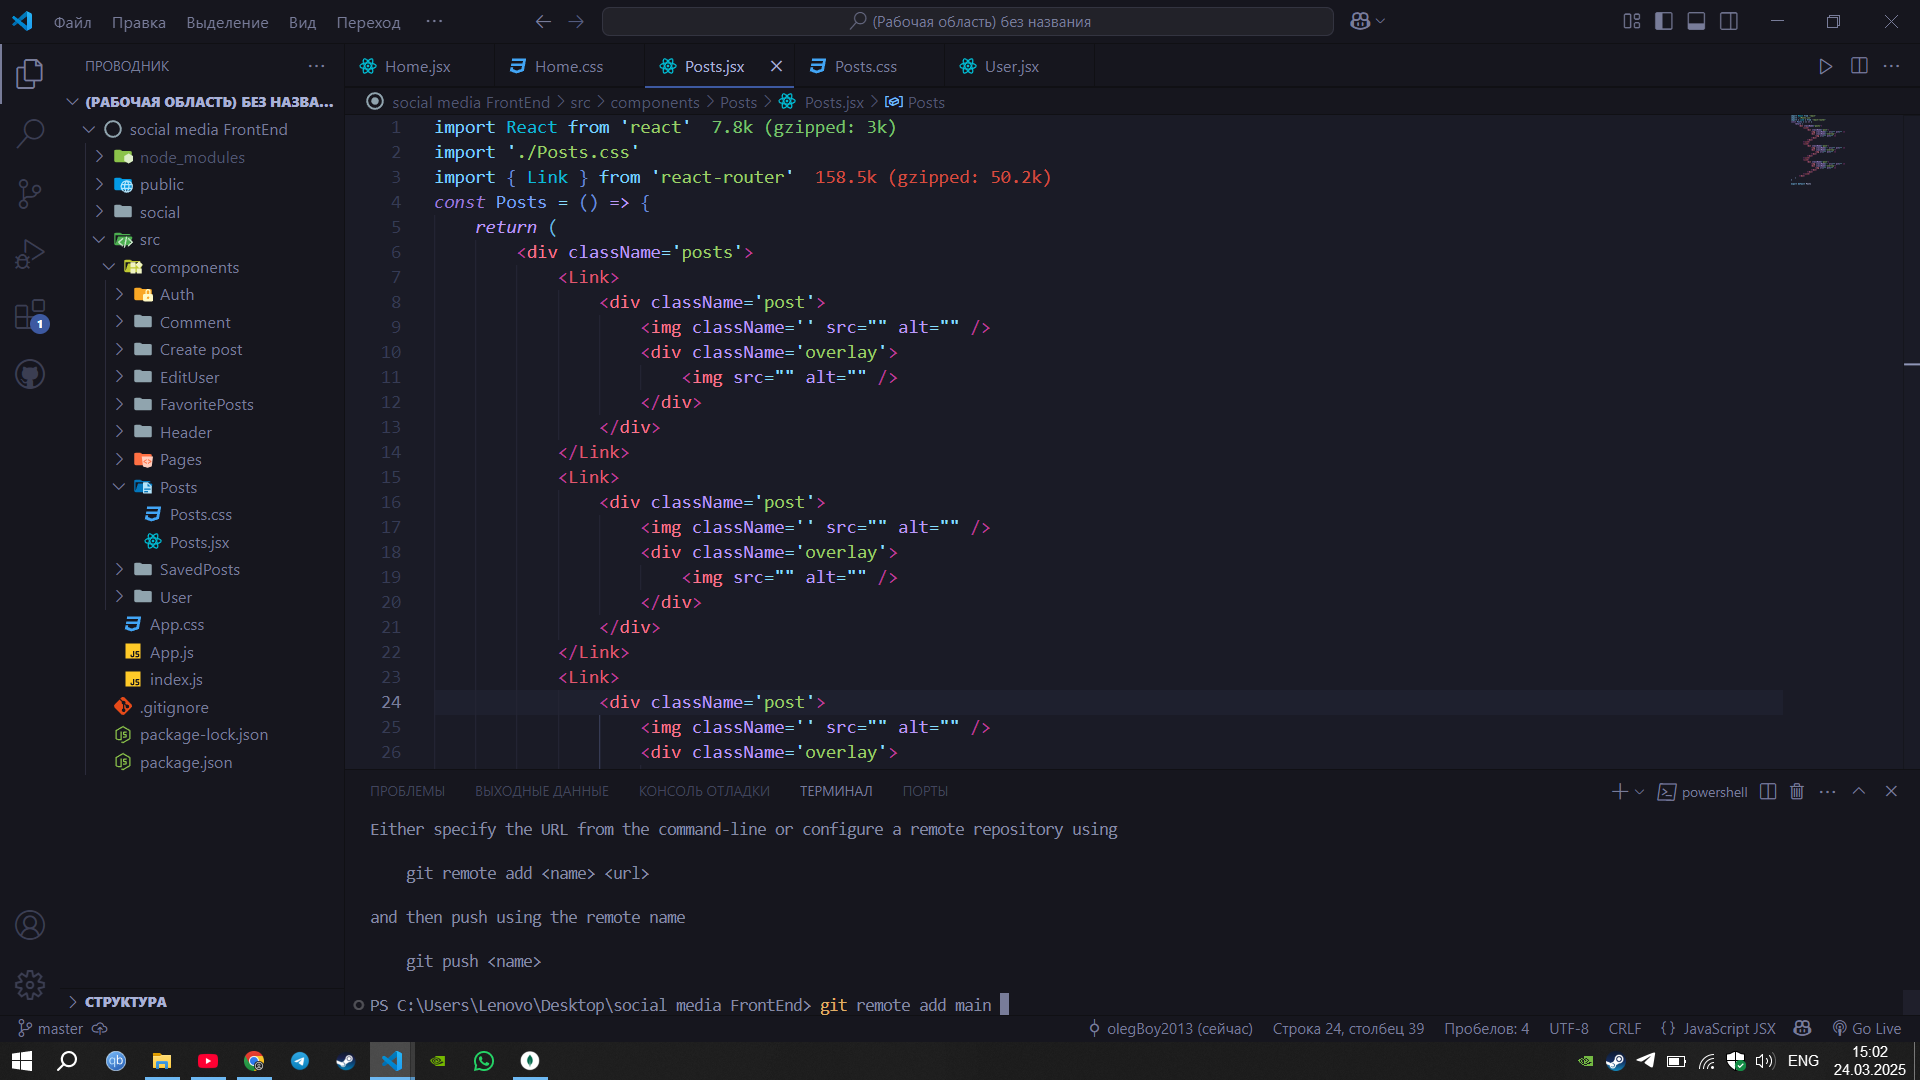 Файл Правка Выделение Вид Переход ··· (Рабочая область) без названия
ПРОВОДНИК ···
(РАБОЧАЯ ОБЛАСТЬ) БЕЗ НАЗВА...
social media FrontEnd
node_modules
public
social
src
components
Auth
Comment
Create post
EditUser
FavoritePosts
Header
Pages
Posts
Posts.css
Posts.jsx
SavedPosts
User
App.css
App.js
index.js
.gitignore
package-lock.json
package.json
СТРУКТУРА
1
Home.jsx Home.css Posts.jsx Posts.css User.jsx
social media FrontEnd > src > components > Posts > Posts.jsx > Posts
1 import React from 'react' 7.8k (gzipped: 3k)
2 import './Posts.css'
3 import { Link } from 'react-router' 158.5k (gzipped: 50.2k)
4 const Posts = () => {
5 return (
6 <div className='posts'>
7 <Link>
8 <div className='post'>
9 <img className='' src="" alt="" />
10 <div className='overlay'>
11 <img src="" alt="" />
12 </div>
13 </div>
14 </Link>
15 <Link>
16 <div className='post'>
17 <img className='' src="" alt="" />
18 <div className='overlay'>
19 <img src="" alt="" />
20 </div>
21 </div>
22 </Link>
23 <Link>
24 <div className='post'>
25 <img className='' src="" alt="" />
26 <div className='overlay'>
ПРОБЛЕМЫ ВЫХОДНЫЕ ДАННЫЕ КОНСОЛЬ ОТЛАДКИ ТЕРМИНАЛ ПОРТЫ powershell
Either specify the URL from the command-line or configure a remote repository using
git remote add <name> <url>
and then push using the remote name
git push <name>
PS C:\Users\Lenovo\Desktop\social media FrontEnd> git remote add main
master olegBoy2013 (сейчас) Строка 24, столбец 39 Пробелов: 4 UTF-8 CRLF {} JavaScript JSX Go Live
qb ENG 15:02
24.03.2025